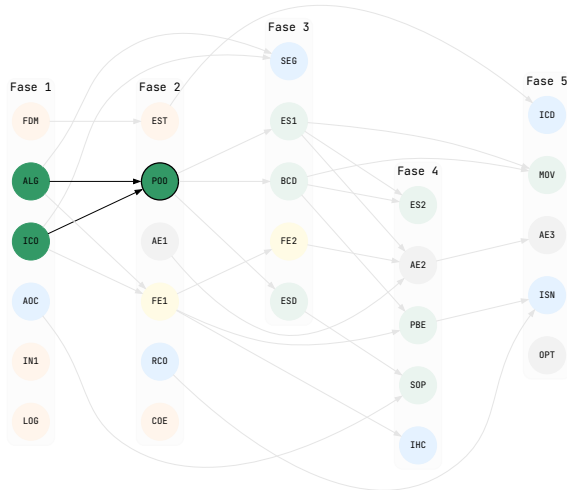 Fase 1
FDM
ALG
ICO
AOC
IN1
LOG
Fase 2
EST
POO
AE1
FE1
RCO
COE
Fase 3
SEG
ES1
BCD
FE2
ESD
Fase 4
ES2
AE2
PBE
SOP
IHC
Fase 5
ICD
MOV
AE3
ISN
OPT